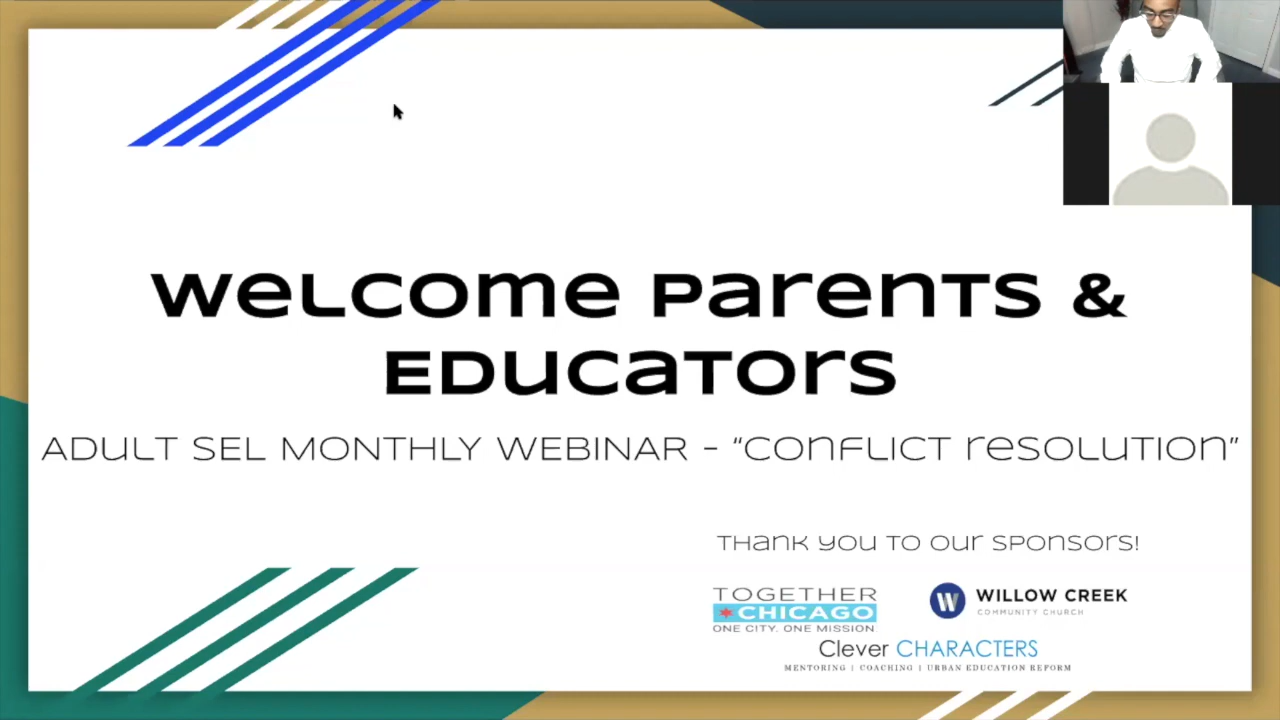 Welcome Parents &
Educators
ADULT SEL MONTHLY WEBINAR - “Conflict Resolution”
Thank you to our sponsors!
TOGETHER
CHICAGO
ONE CITY. ONE MISSION
W WILLOW CREEK
COMMUNITY CHURCH
Clever CHARACTERS
MENTORING | COACHING | URBAN EDUCATION REFORM